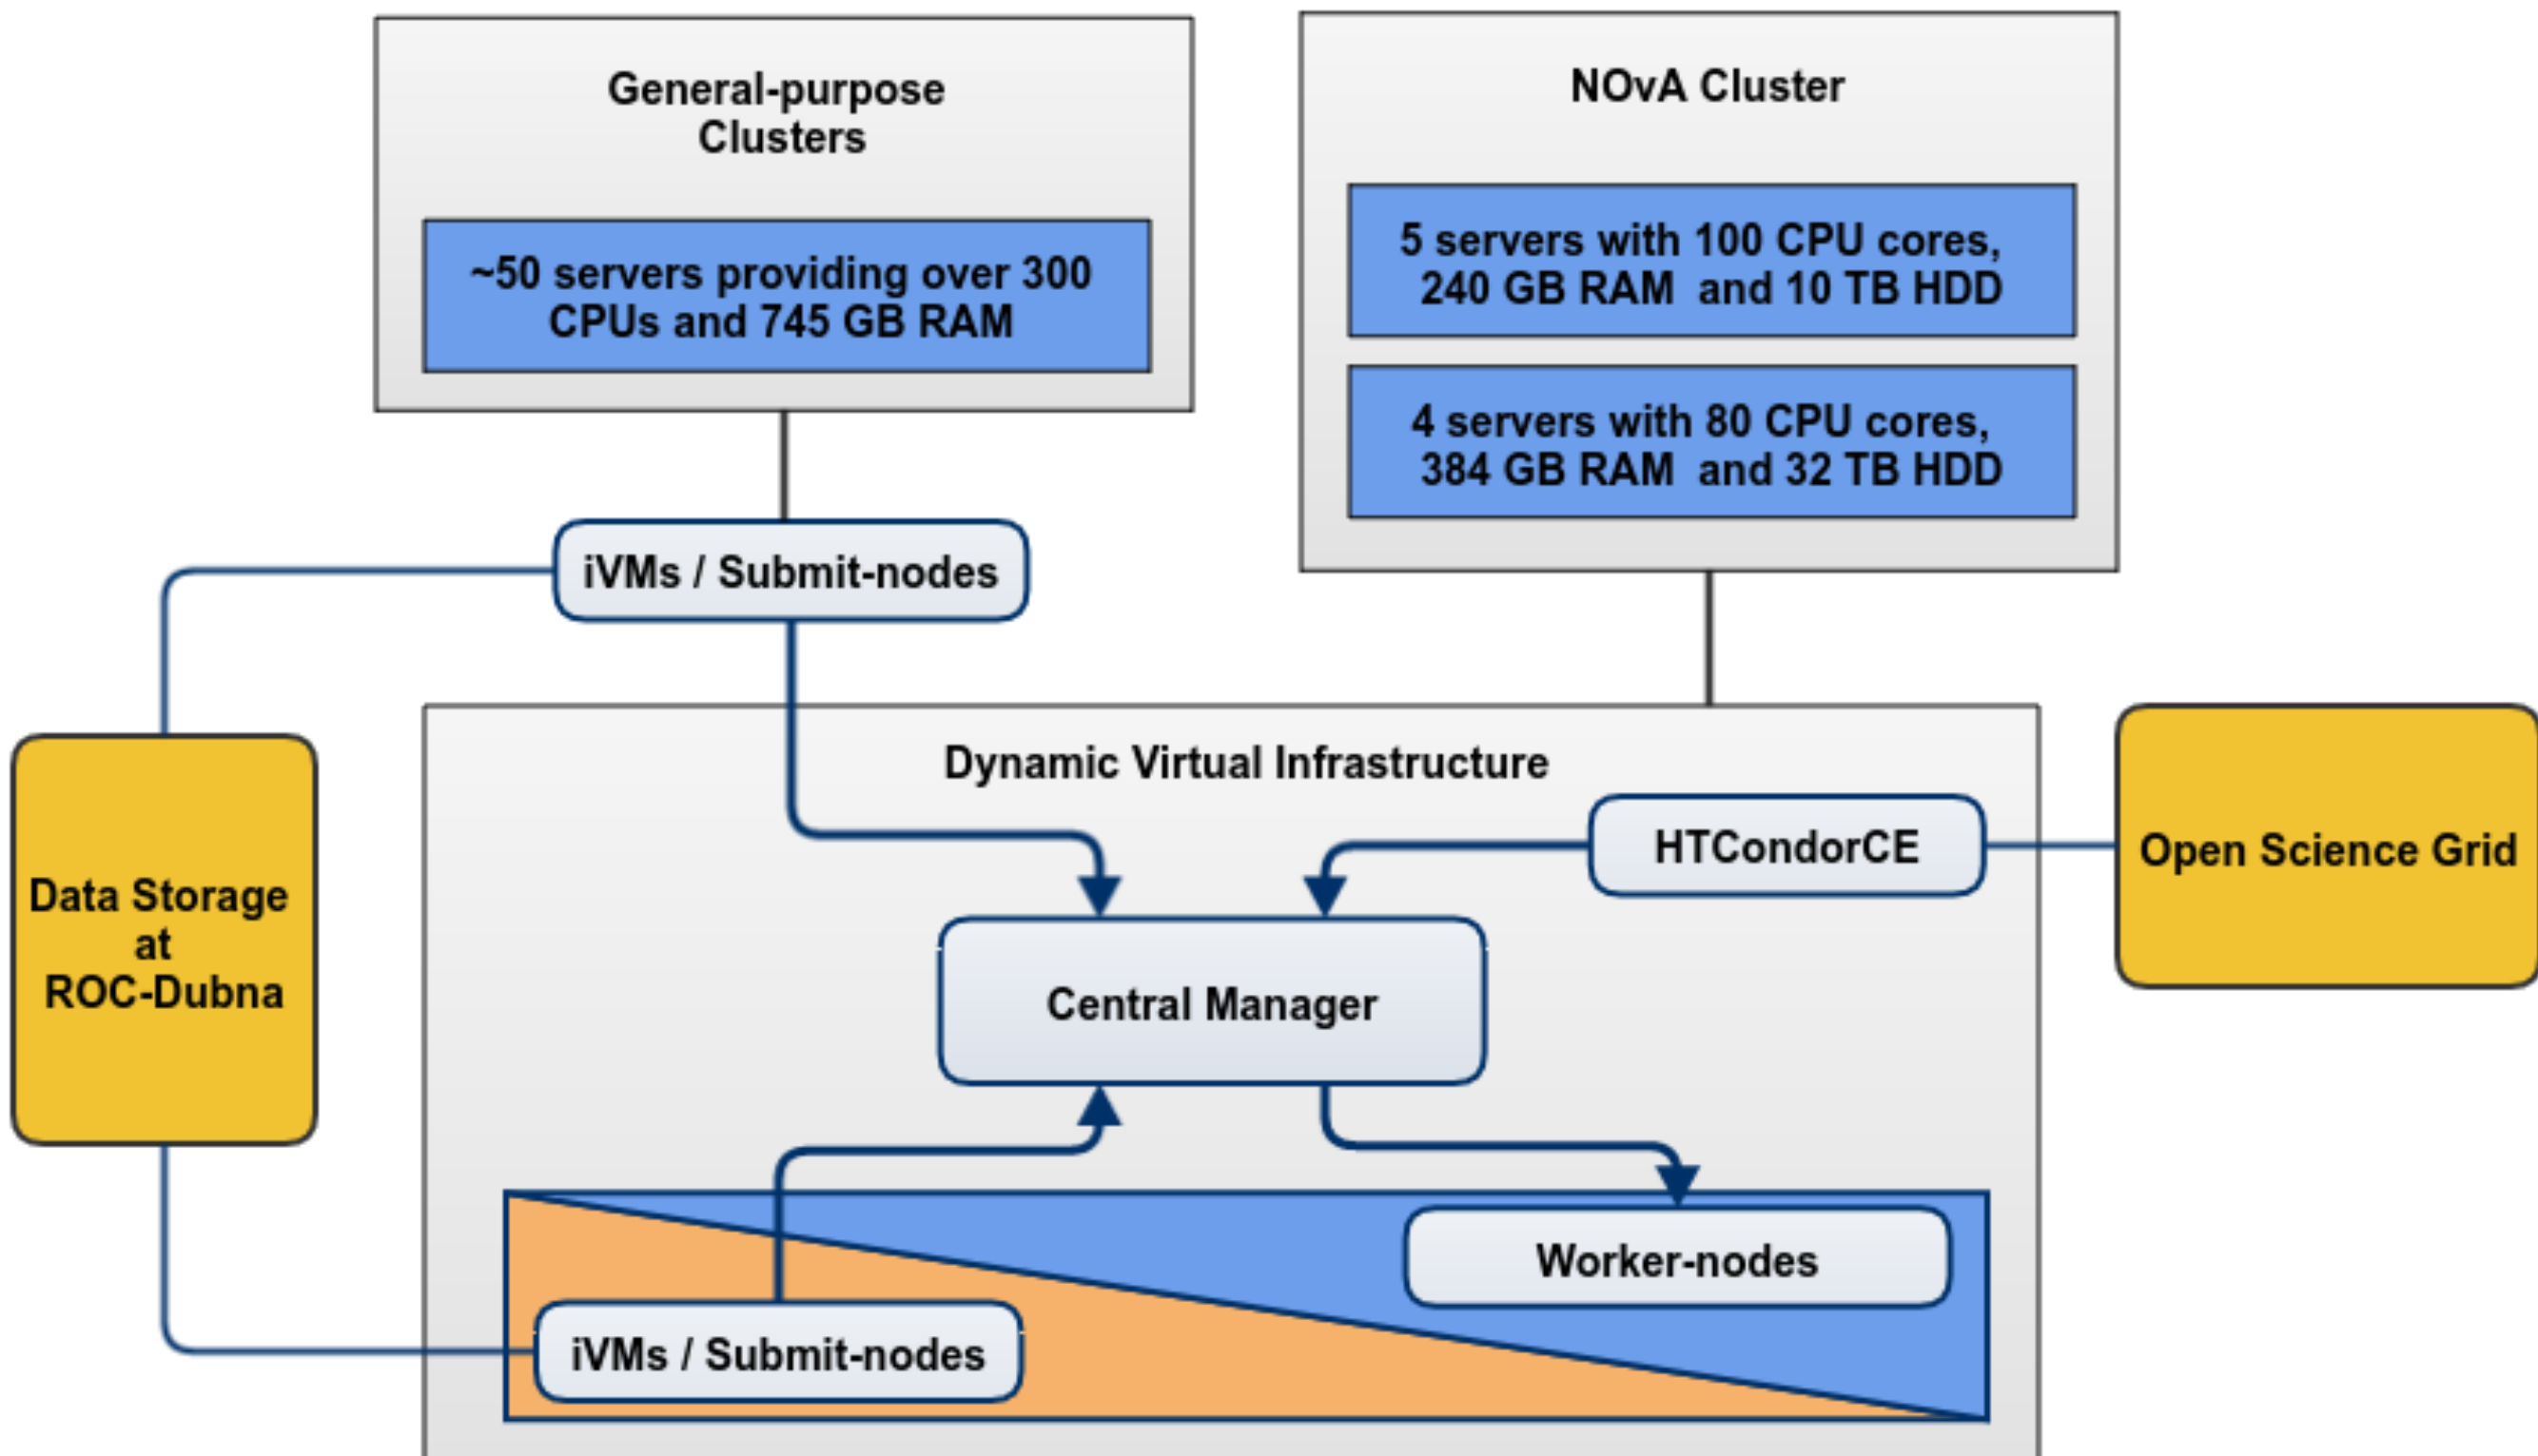 General-purpose
Clusters
~50 servers providing over 300
CPUs and 745 GB RAM
NOvA Cluster
5 servers with 100 CPU cores,
240 GB RAM and 10 TB HDD
4 servers with 80 CPU cores,
384 GB RAM and 32 TB HDD
iVMs / Submit-nodes
Dynamic Virtual Infrastructure
HTCondorCE
Open Science Grid
Data Storage
at
ROC-Dubna
Central Manager
Worker-nodes
iVMs / Submit-nodes